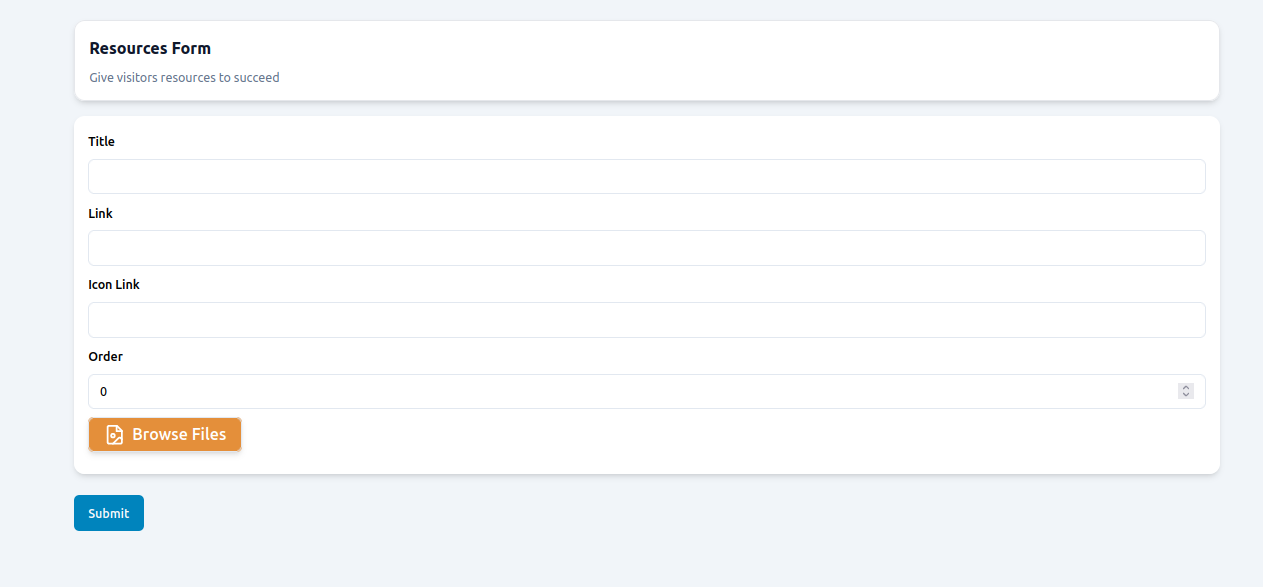 Resources Form
Give visitors resources to succeed
Title
Link
Icon Link
Order
0
Browse Files
Submit